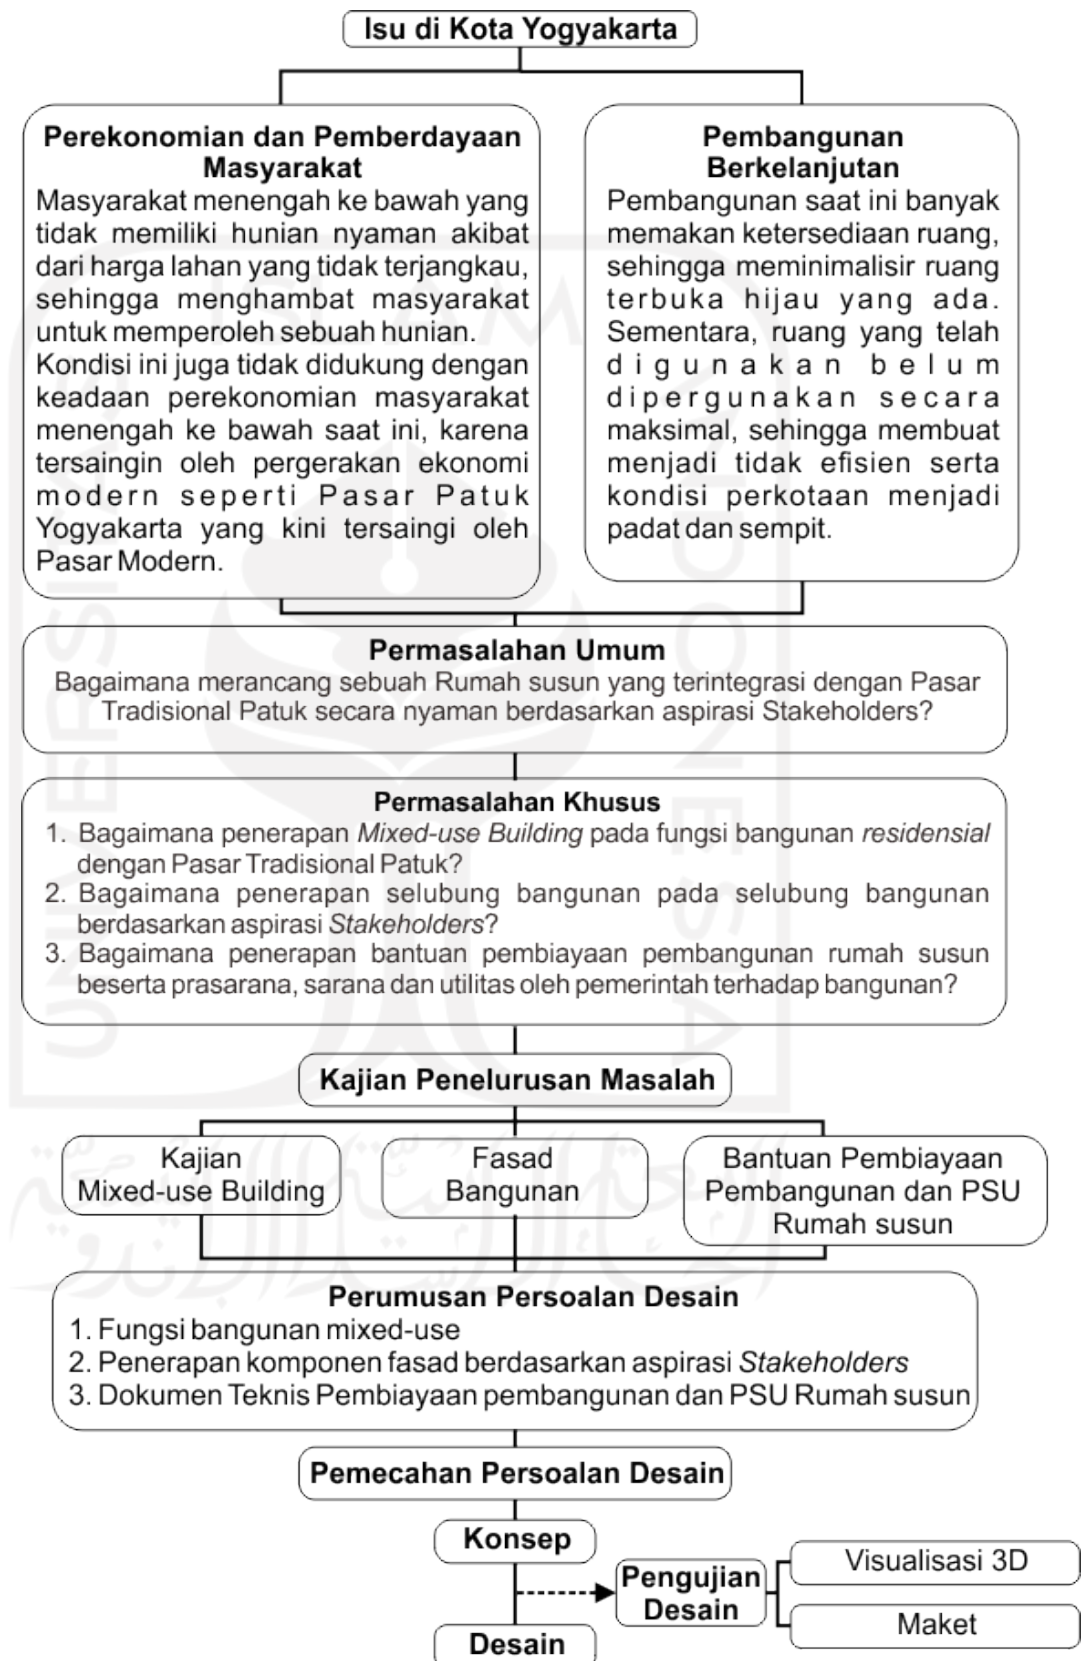 Isu di Kota Yogyakarta
Perekonomian dan Pemberdayaan
Masyarakat
Masyarakat menengah ke bawah yang
tidak memiliki hunian nyaman akibat
dari harga lahan yang tidak terjangkau,
sehingga menghambat masyarakat
untuk memperoleh sebuah hunian.
Kondisi ini juga tidak didukung dengan
keadaan perekonomian masyarakat
menengah ke bawah saat ini, karena
tersaingin oleh pergerakan ekonomi
modern seperti Pasar Patuk
Yogyakarta yang kini tersaingi oleh
Pasar Modern.
Pembangunan
Berkelanjutan
Pembangunan saat ini banyak
memakan ketersediaan ruang,
sehingga meminimalisir ruang
terbuka hijau yang ada.
Sementara, ruang yang telah
digunakan belum
dipergunakan secara
maksimal, sehingga membuat
menjadi tidak efisien serta
kondisi perkotaan menjadi
padat dan sempit.
Permasalahan Umum
Bagaimana merancang sebuah Rumah susun yang terintegrasi dengan Pasar
Tradisional Patuk secara nyaman berdasarkan aspirasi Stakeholders?
Permasalahan Khusus
1. Bagaimana penerapan Mixed-use Building pada fungsi bangunan residensial
dengan Pasar Tradisional Patuk?
2. Bagaimana penerapan selubung bangunan pada selubung bangunan
berdasarkan aspirasi Stakeholders?
3. Bagaimana penerapan bantuan pembiayaan pembangunan rumah susun
beserta prasarana, sarana dan utilitas oleh pemerintah terhadap bangunan?
Kajian Penelurusan Masalah
Kajian
Mixed-use Building
Fasad
Bangunan
Bantuan Pembiayaan
Pembangunan dan PSU
Rumah susun
Perumusan Persoalan Desain
1. Fungsi bangunan mixed-use
2. Penerapan komponen fasad berdasarkan aspirasi Stakeholders
3. Dokumen Teknis Pembiayaan pembangunan dan PSU Rumah susun
Pemecahan Persoalan Desain
Konsep
Pengujian
Desain
Visualisasi 3D
Maket
Desain
UNIVERSITAS
ISLAM
INDONESIA